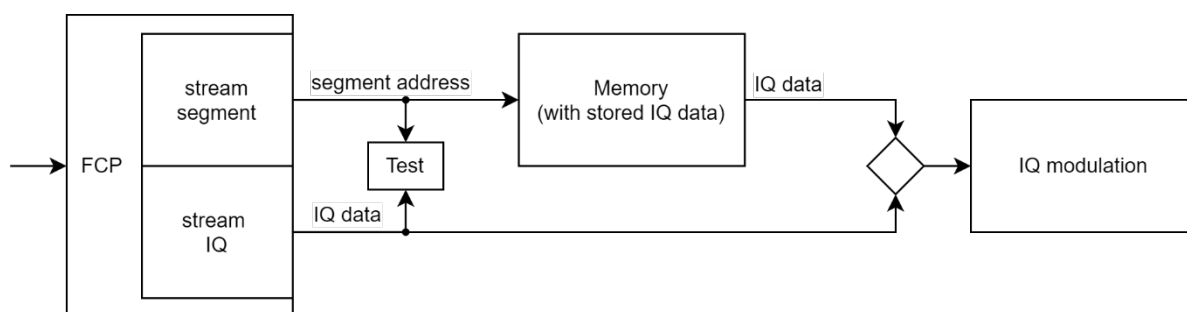 FCP
stream
segment
segment address
Memory
(with stored IQ data)
IQ data
Test
IQ modulation
stream
IQ
IQ data